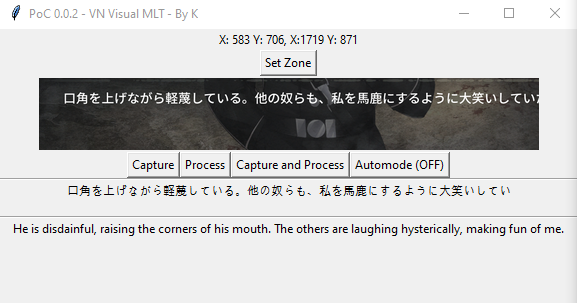 PoC 0.0.2 - VN Visual MLT - By K
X: 583 Y: 706, X:1719 Y: 871
Set Zone
口角を上げながら軽蔑している。他の奴らも、私を馬鹿にするように大笑いしていた
Capture Process Capture and Process Automode (OFF)
口角を上げながら軽蔑している。他の奴らも、私を馬鹿にするように大笑いしてい
He is disdainful, raising the corners of his mouth. The others are laughing hysterically, making fun of me.